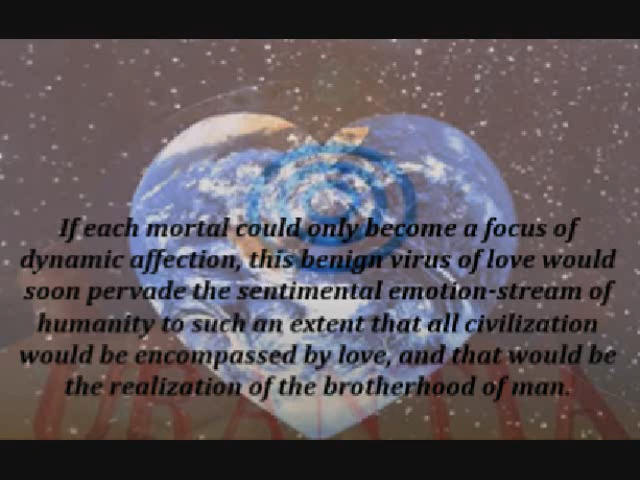 If each mortal could only become a focus of
dynamic affection, this benign virus of love would
soon pervade the sentimental emotion-stream of
humanity to such an extent that all civilization
would be encompassed by love, and that would be
the realization of the brotherhood of man.
URANTIA